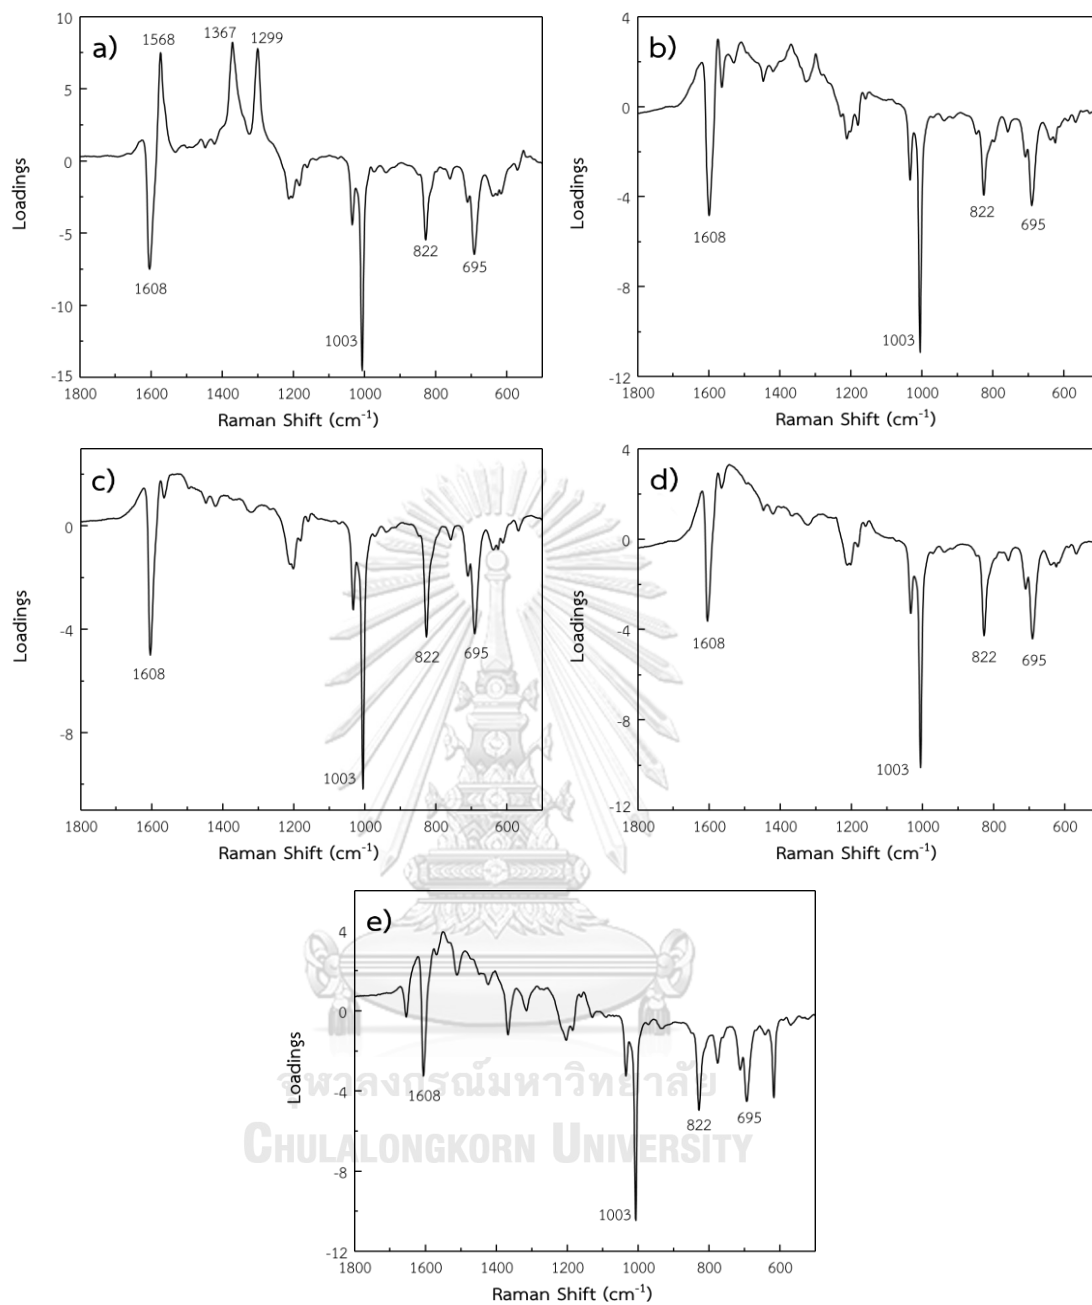 a)
1568
1367
1299
10
5
0
-5
-10
-15
Loadings
1608
1003
822
695
1800 1600 1400 1200 1000 800 600
Raman Shift (cm⁻¹)
b)
4
0
-4
-8
-12
Loadings
1608
1003
822
695
1800 1600 1400 1200 1000 800 600
Raman Shift (cm⁻¹)
c)
0
-4
-8
Loadings
1608
1003
822
695
1800 1600 1400 1200 1000 800 600
Raman Shift (cm⁻¹)
d)
4
0
-4
-8
-12
Loadings
1608
1003
822
695
1800 1600 1400 1200 1000 800 600
Raman Shift (cm⁻¹)
e)
4
0
-4
-8
-12
Loadings
1608
1003
822
695
1800 1600 1400 1200 1000 800 600
Raman Shift (cm⁻¹)
จุฬาลงกรณ์มหาวิทยาลัย
CHULALONGKORN UNIVERSITY